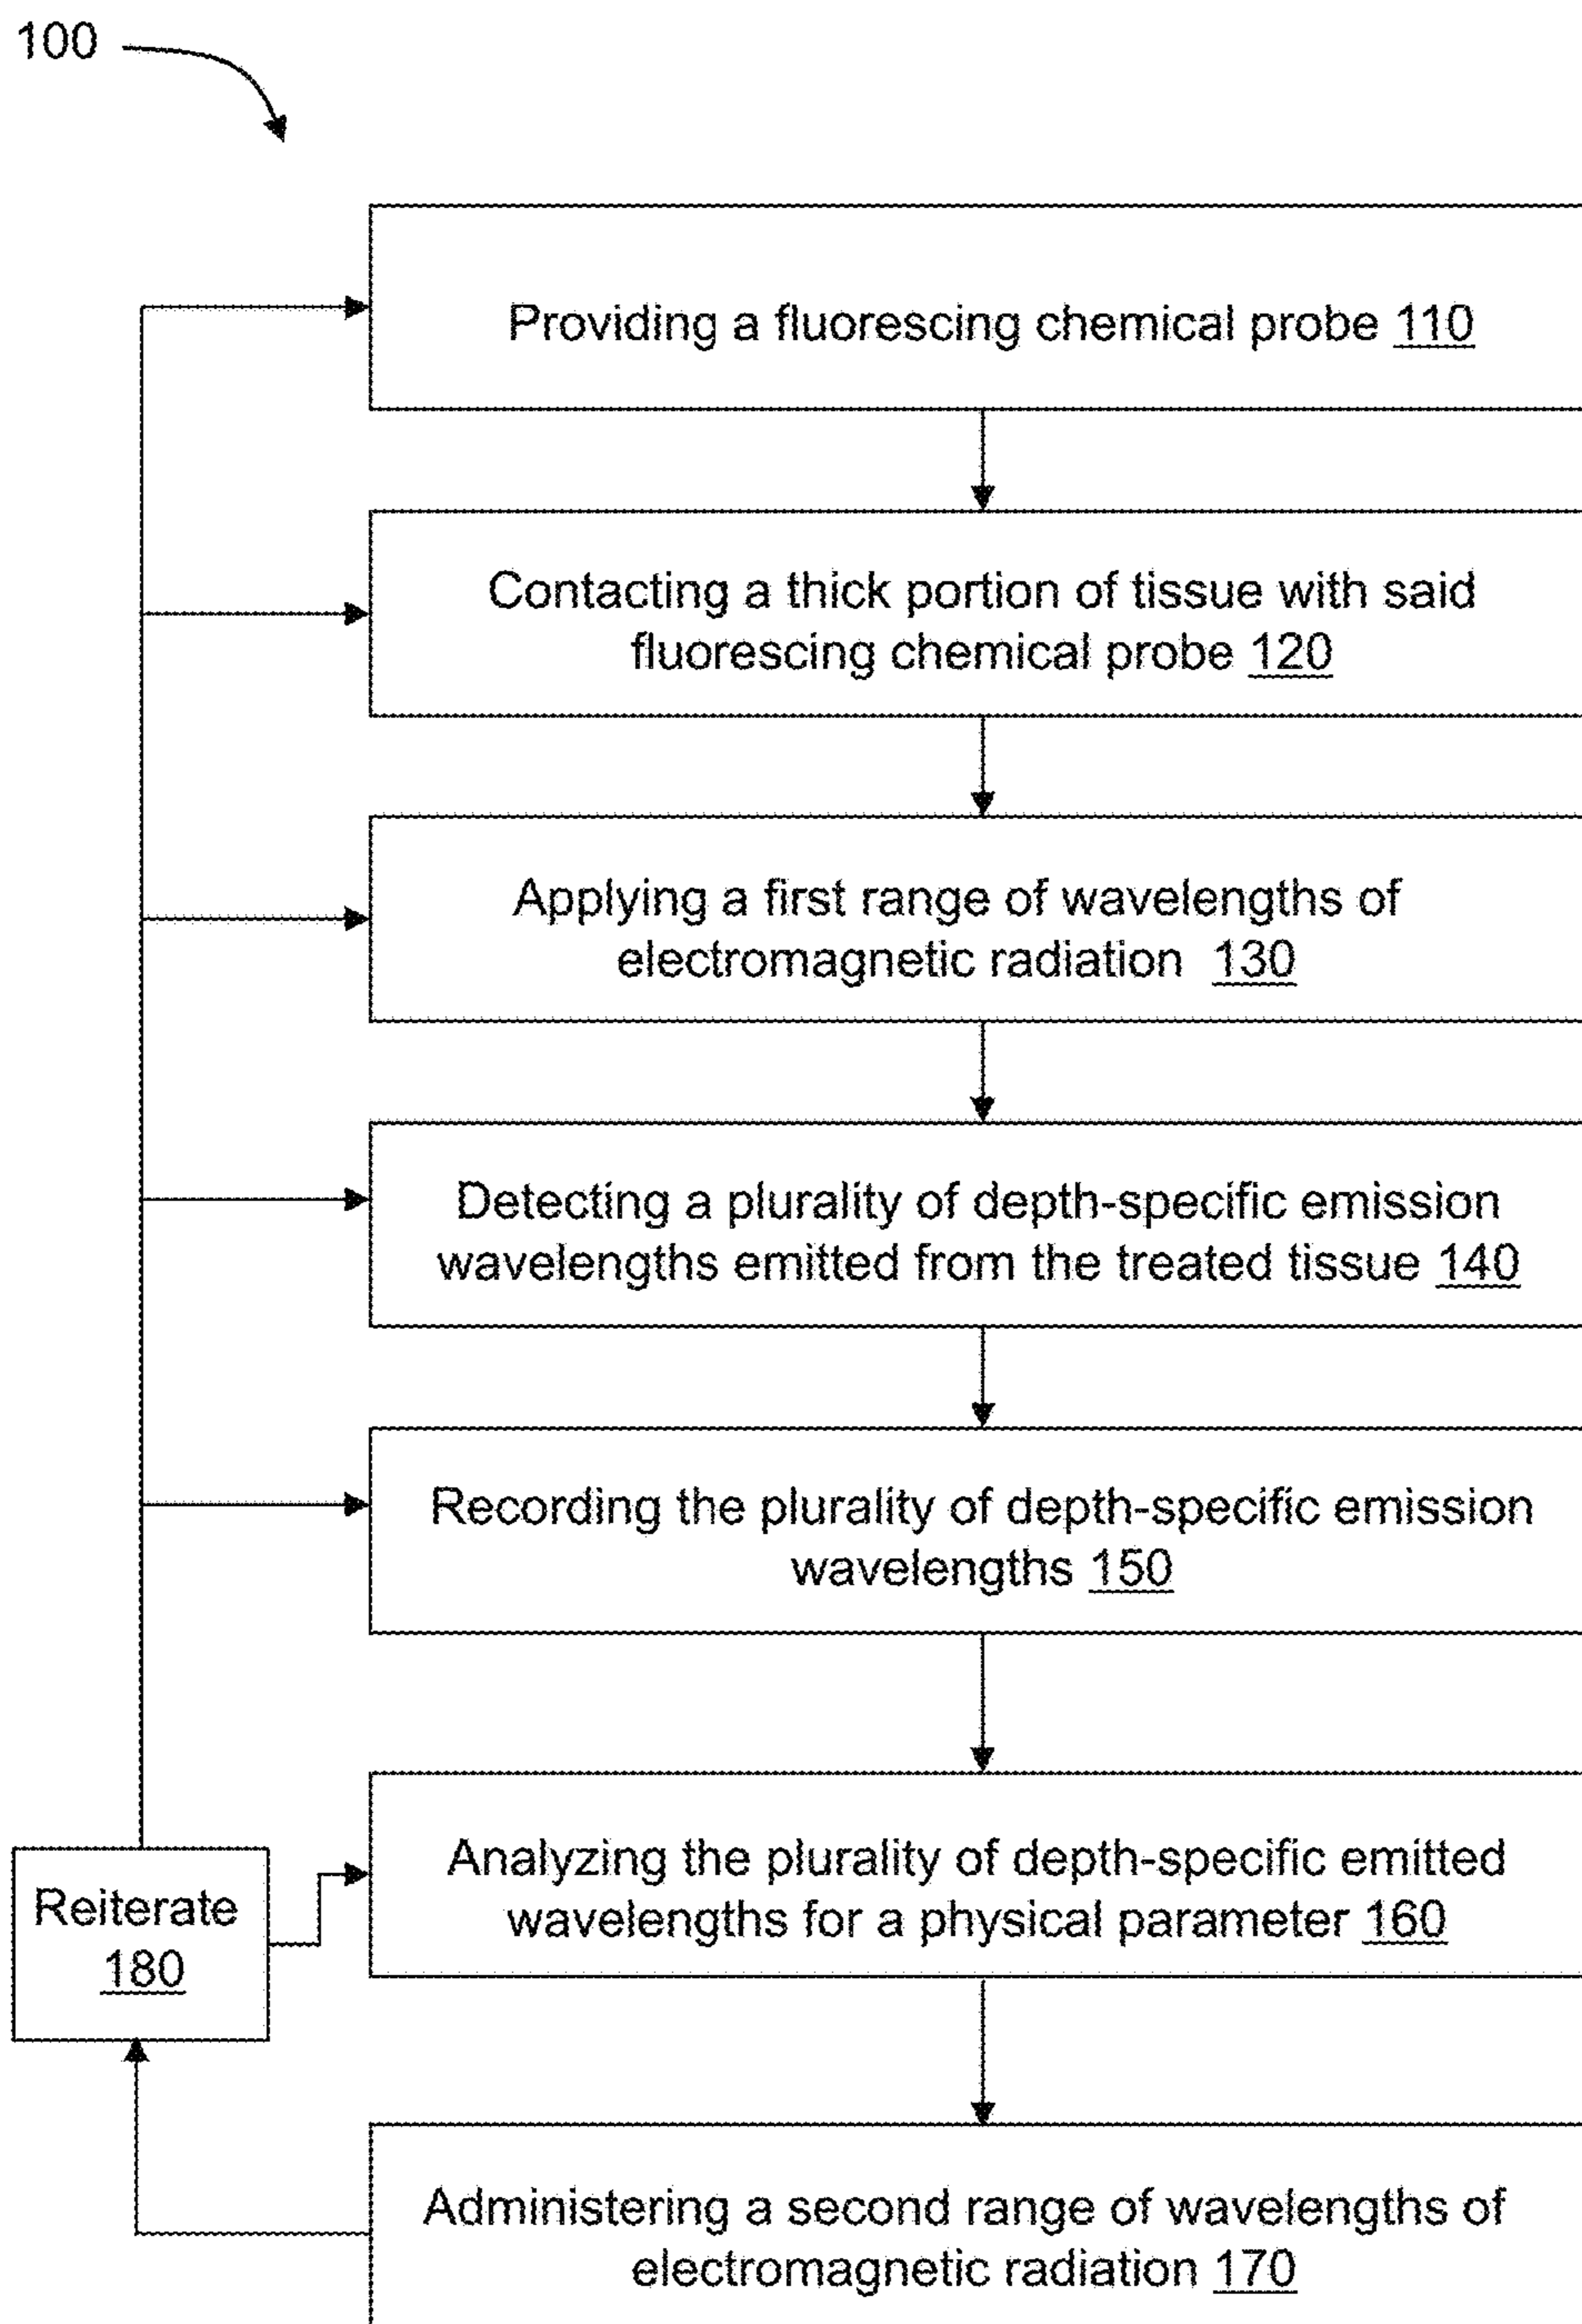 100
Providing a fluorescing chemical probe 110
Contacting a thick portion of tissue with said
fluorescing chemical probe 120
Applying a first range of wavelengths of
electromagnetic radiation 130
Detecting a plurality of depth-specific emission
wavelengths emitted from the treated tissue 140
Recording the plurality of depth-specific emission
wavelengths 150
Analyzing the plurality of depth-specific emitted
wavelengths for a physical parameter 160
Reiterate
180
Administering a second range of wavelengths of
electromagnetic radiation 170